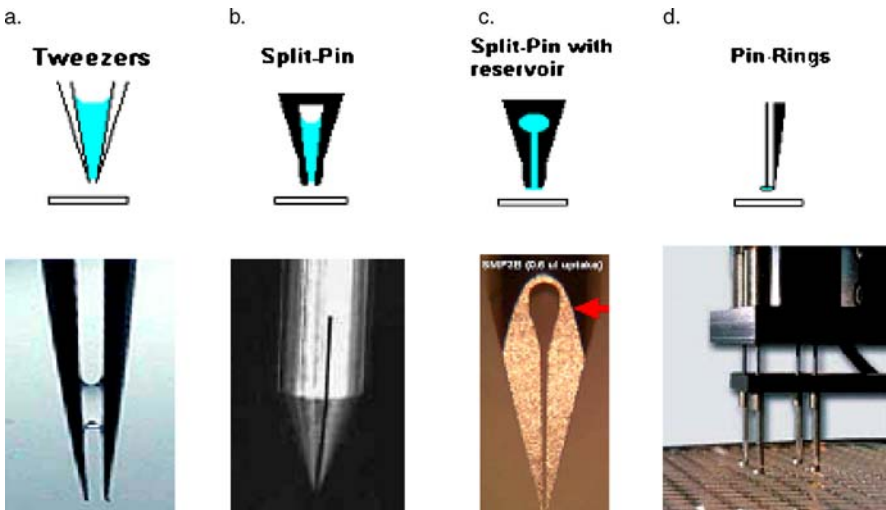 a.
b.
c.
d.
Tweezers
Split-Pin
Split-Pin with
reservoir
Pin-Rings
SMP3B (0.6 ul uptake)